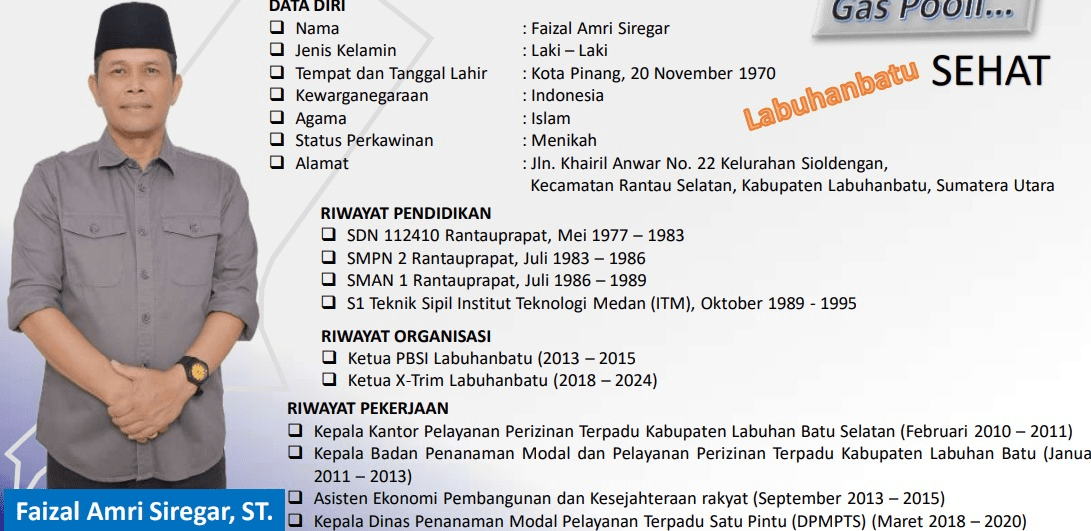 DATA DIRI
Gas Pooll...
❑ Nama : Faizal Amri Siregar
❑ Jenis Kelamin : Laki – Laki
❑ Tempat dan Tanggal Lahir : Kota Pinang, 20 November 1970
Labuhanbatu SEHAT
❑ Kewarganegaraan : Indonesia
❑ Agama : Islam
❑ Status Perkawinan : Menikah
❑ Alamat : Jln. Khairil Anwar No. 22 Kelurahan Sioldengan,
Kecamatan Rantau Selatan, Kabupaten Labuhanbatu, Sumatera Utara
RIWAYAT PENDIDIKAN
❑ SDN 112410 Rantauprapat, Mei 1977 – 1983
❑ SMPN 2 Rantauprapat, Juli 1983 – 1986
❑ SMAN 1 Rantauprapat, Juli 1986 – 1989
❑ S1 Teknik Sipil Institut Teknologi Medan (ITM), Oktober 1989 - 1995
RIWAYAT ORGANISASI
❑ Ketua PBSI Labuhanbatu (2013 – 2015
❑ Ketua X-Trim Labuhanbatu (2018 – 2024)
RIWAYAT PEKERJAAN
❑ Kepala Kantor Pelayanan Perizinan Terpadu Kabupaten Labuhan Batu Selatan (Februari 2010 – 2011)
❑ Kepala Badan Penanaman Modal dan Pelayanan Perizinan Terpadu Kabupaten Labuhan Batu (Janua
2011 – 2013)
❑ Asisten Ekonomi Pembangunan dan Kesejahteraan rakyat (September 2013 – 2015)
❑ Kepala Dinas Penanaman Modal Pelayanan Terpadu Satu Pintu (DPMPTS) (Maret 2018 – 2020)
Faizal Amri Siregar, ST.